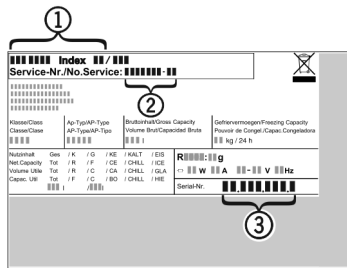 1
Index /
Service-Nr./No.Service: -
2
Klasse/Class
Classe/Clase
Ap-Typ/AP-Type
AP-Type/AP-Tipo
Bruttoinhalt/Gross Capacity
Volume Brut/Capacidad Bruta
l
Gefriervermoegen/Freezing Capacity
Pouvoir de Congel./Capac.Congeladora
kg / 24 h
Nutzinhalt Ges / K / G / KE / KALT / EIS
Net.Capacity Tot / R / F / CE / CHILL / ICE
Volume Utile Tot / R / C / CA / CHILL / GLA
Capac. Util Tot / F / C / BO / CHILL / HIE
l / l
R : g
W A - V Hz
Serial-Nr. . . .
3